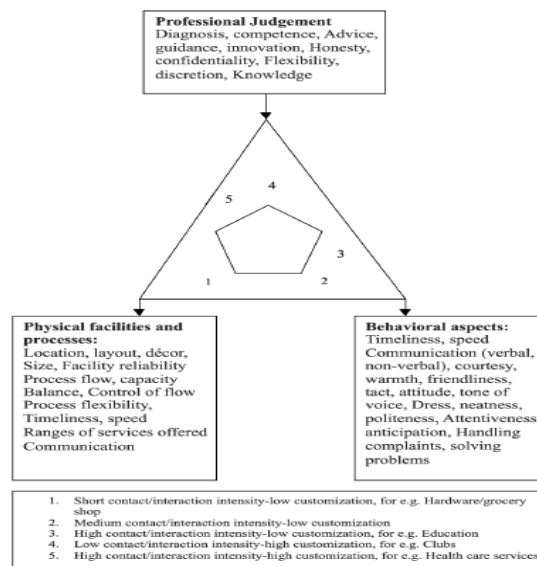 Professional Judgement
Diagnosis, competence, Advice,
guidance, innovation, Honesty,
confidentiality, Flexibility,
discretion, Knowledge
4
5
3
1
2
Physical facilities and
processes:
Location, layout, décor,
Size, Facility reliability
Process flow, capacity
Balance, Control of flow
Process flexibility,
Timeliness, speed
Ranges of services offered
Communication
Behavioral aspects:
Timeliness, speed
Communication (verbal,
non-verbal), courtesy,
warmth, friendliness,
tact, attitude, tone of
voice, Dress, neatness,
politeness, Attentiveness
anticipation, Handling
complaints, solving
problems
1. Short contact/interaction intensity-low customization, for e.g. Hardware/grocery
shop
2. Medium contact/interaction intensity-low customization
3. High contact/interaction intensity-low customization, for e.g. Education
4. Low contact/interaction intensity-high customization, for e.g. Clubs
5. High contact/interaction intensity-high customization, for e.g. Health care services